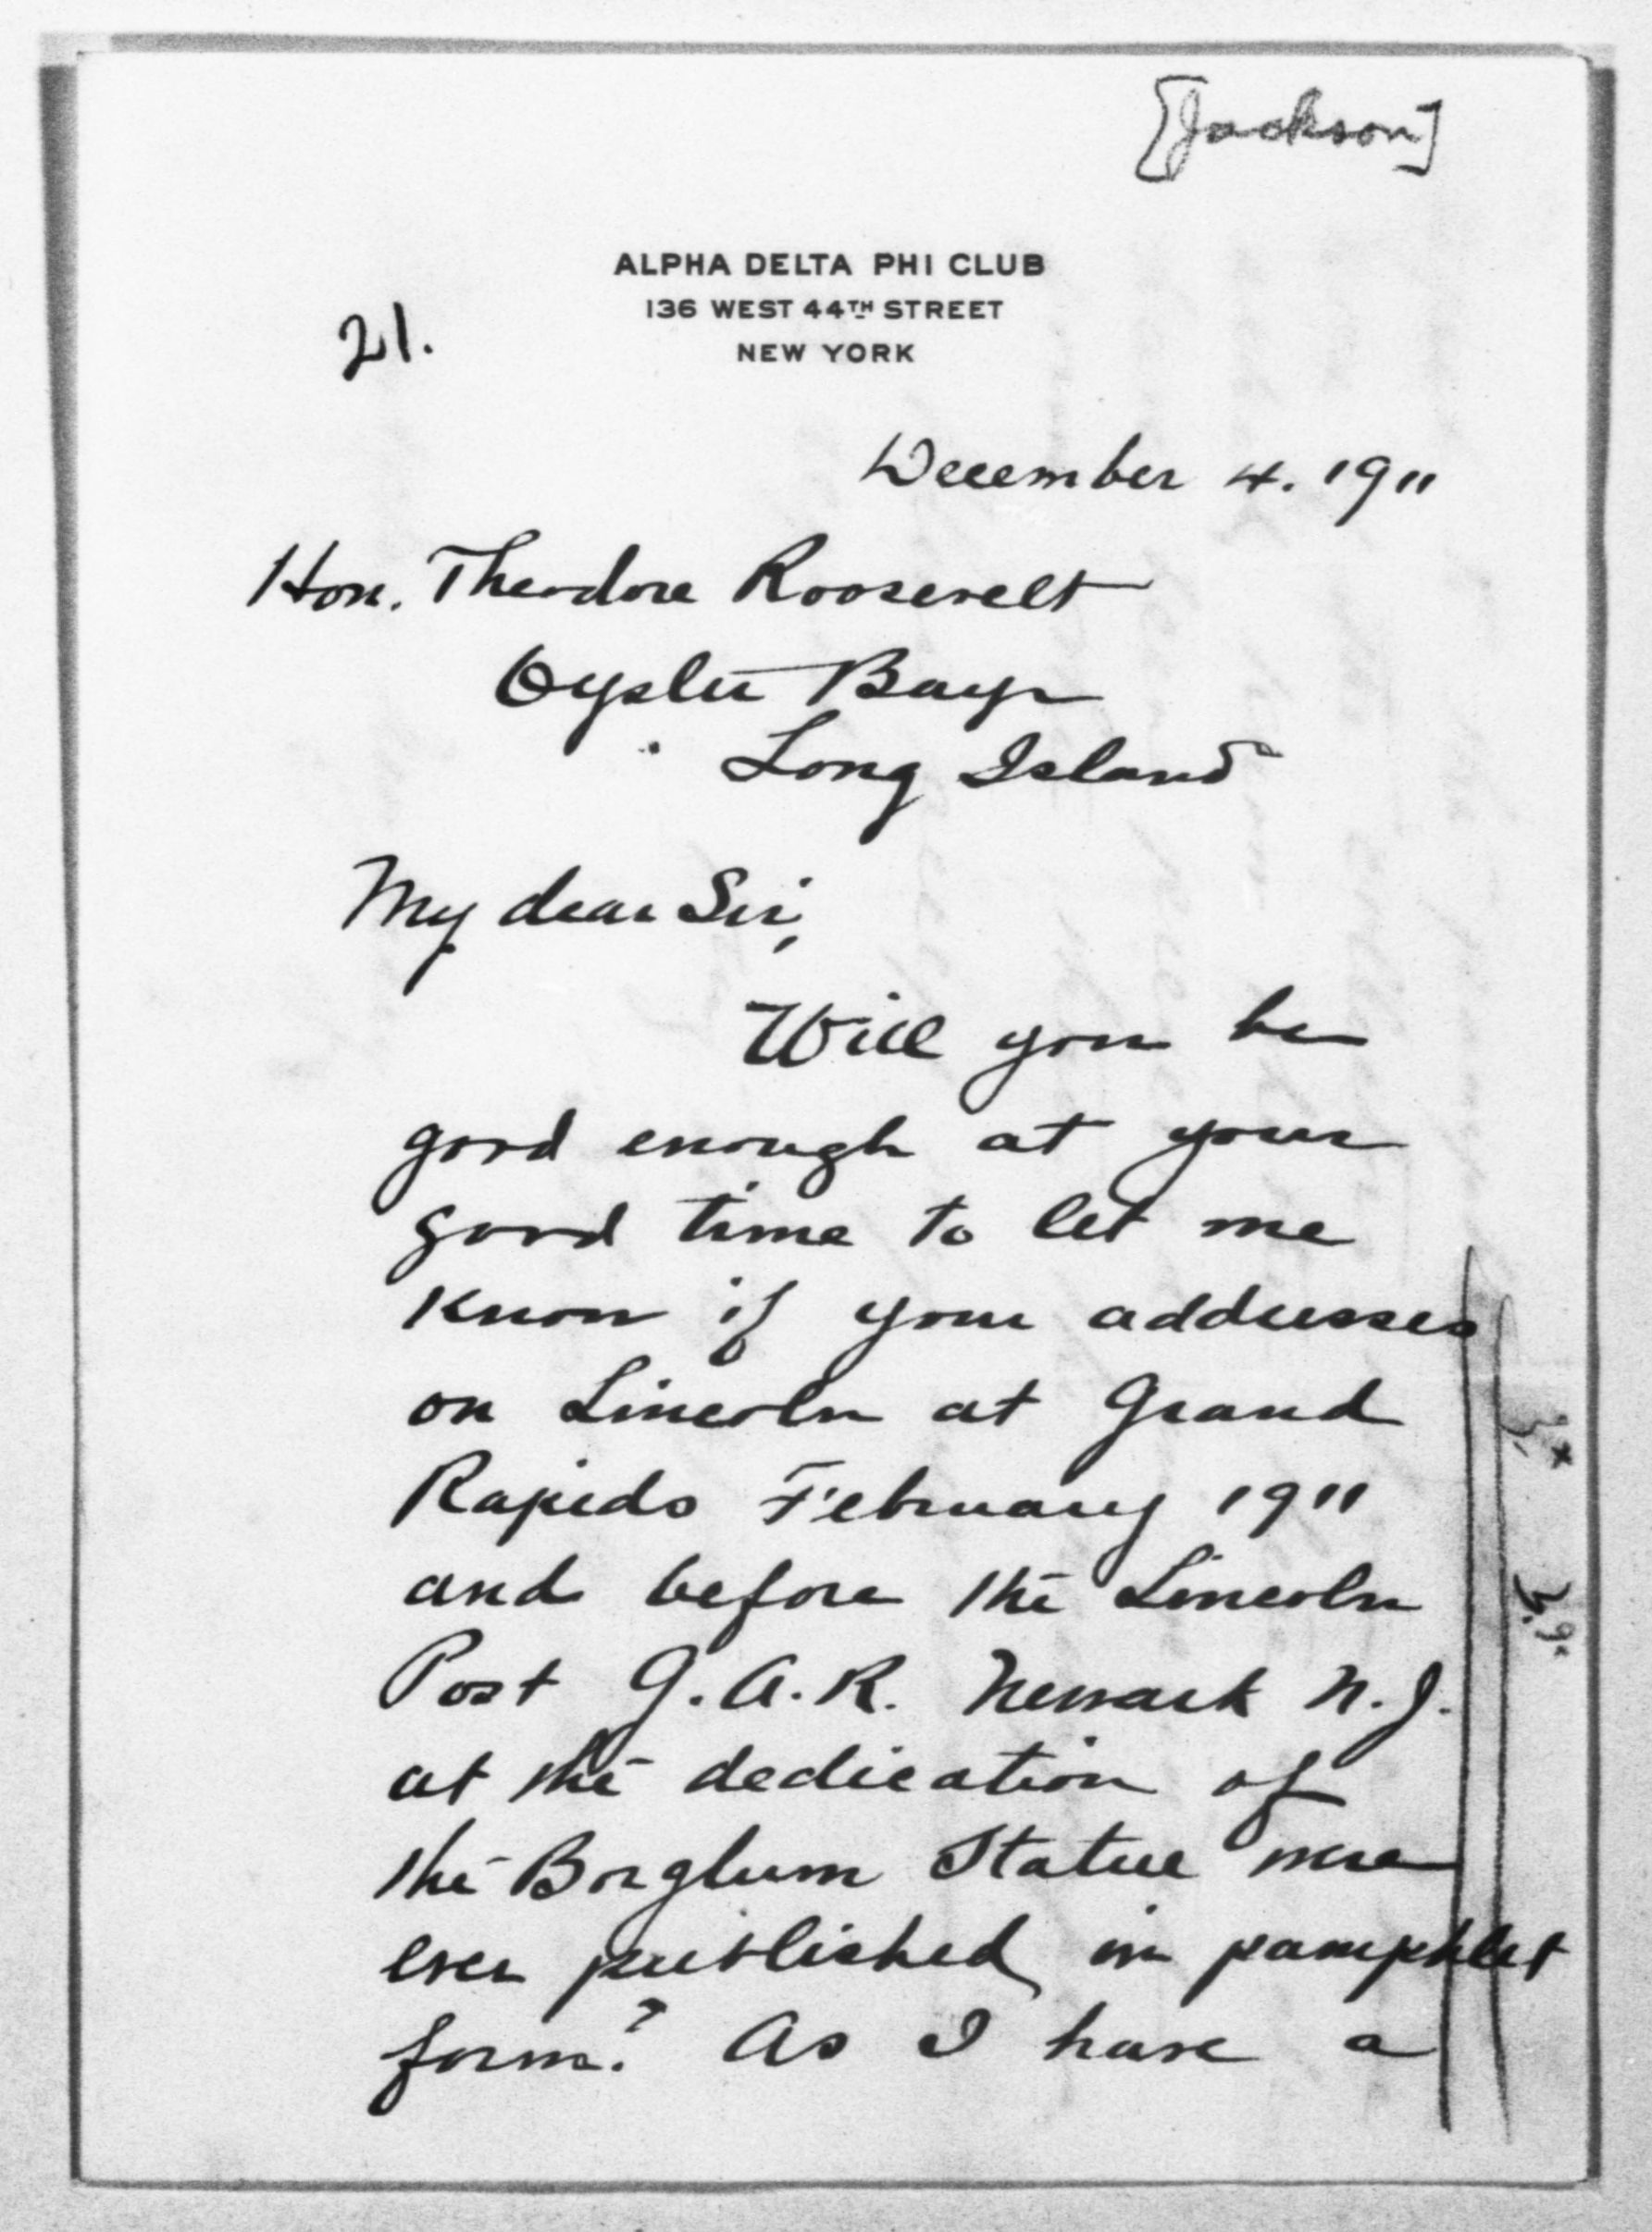 [Jackson]
ALPHA DELTA PHI CLUB
136 WEST 44TH STREET
NEW YORK
21.
December 4. 1911
Hon. Theodore Roosevelt
Oyster Bay
Long Island
My dear Sir,
Will you be
good enough at your
good time to let me
know if your addresses
on Lincoln at Grand
Rapids February 1911
and before the Lincoln
Post G.A.R. Newark N.J.
at the dedication of
the Borglum Statue were
ever published in pamphlet
form? As I have a